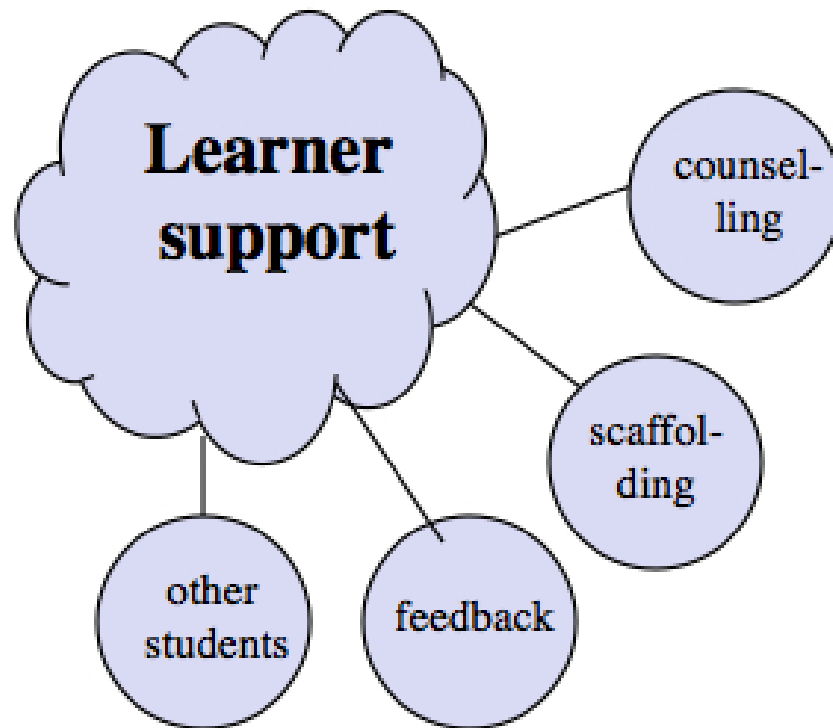 Learner
support
counsel-
ling
scaffol-
ding
other
students
feedback